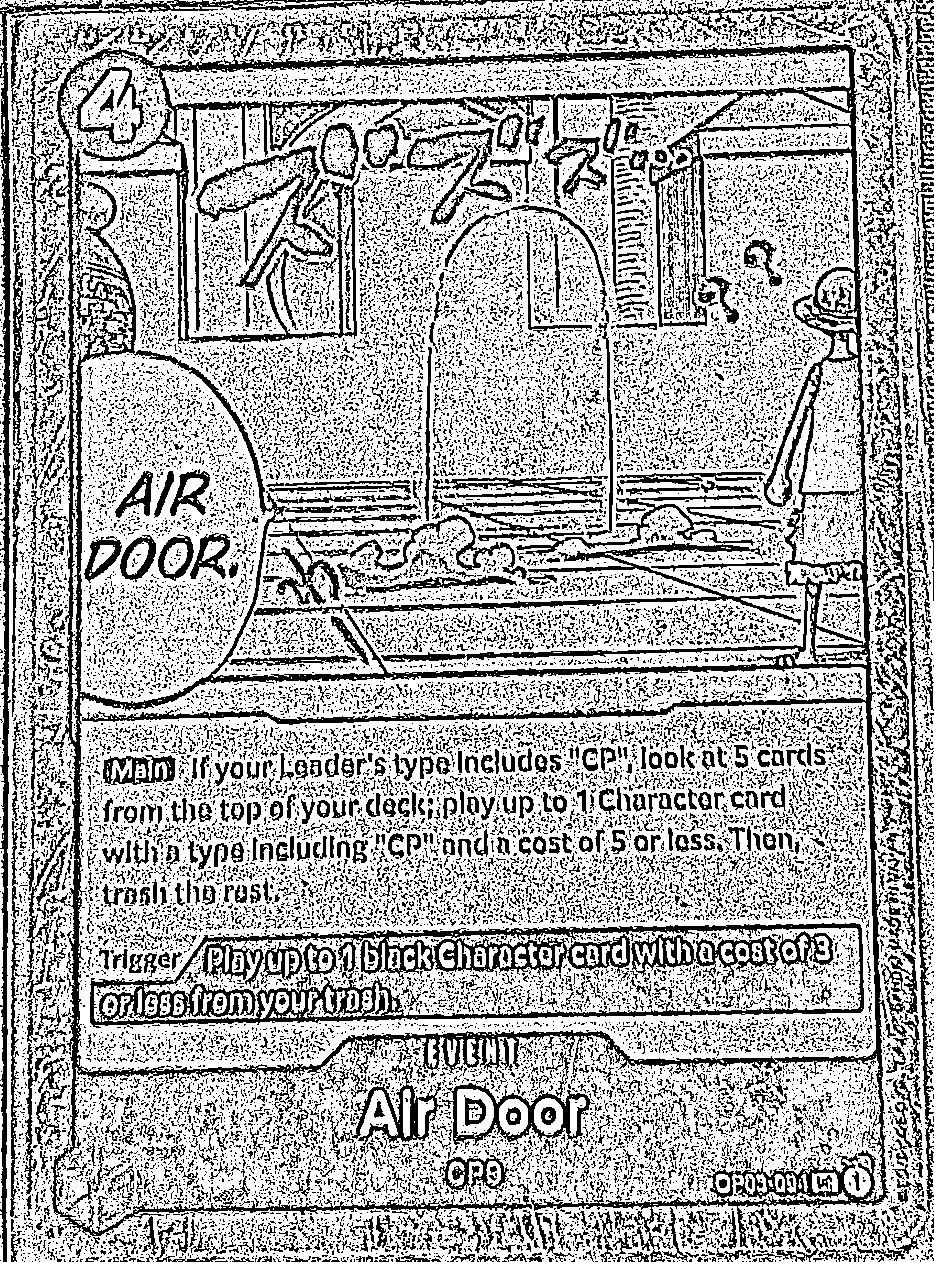 4
AIR
DOOR.
Main If your Leader's type includes "CP", look at 5 cards
from the top of your deck; play up to 1 Character card
with a type including "CP" and a cost of 5 or less. Then,
trash the rest.
Trigger Play up to 1 black Character card with a cost of 3
or less from your trash.
EVENT
Air Door
CP9
OP03-094 1